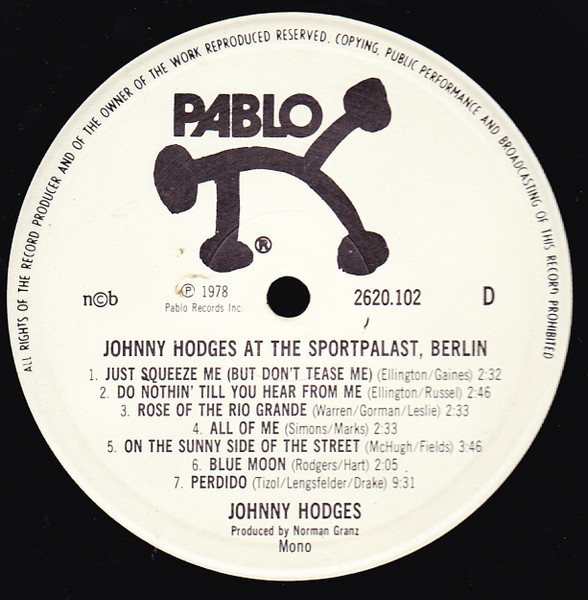 ALL RIGHTS OF THE RECORD PRODUCER AND OF THE OWNER OF THE WORK REPRODUCED RESERVED. COPYING, PUBLIC PERFORMANCE AND BROADCASTING OF THIS RECORD PROHIBITED
PABLO
®
n©b ℗ 1978 2620.102 D
Pablo Records Inc.
JOHNNY HODGES AT THE SPORTPALAST, BERLIN
1. JUST SQUEEZE ME (BUT DON'T TEASE ME) (Ellington/Gaines) 2:32
2. DO NOTHIN' TILL YOU HEAR FROM ME (Ellington/Russel) 2:46
3. ROSE OF THE RIO GRANDE (Warren/Gorman/Leslie) 2:33
4. ALL OF ME (Simons/Marks) 2:33
5. ON THE SUNNY SIDE OF THE STREET (McHugh/Fields) 3:46
6. BLUE MOON (Rodgers/Hart) 2:05
7. PERDIDO (Tizol/Lengsfelder/Drake) 9:31
JOHNNY HODGES
Produced by Norman Granz
Mono